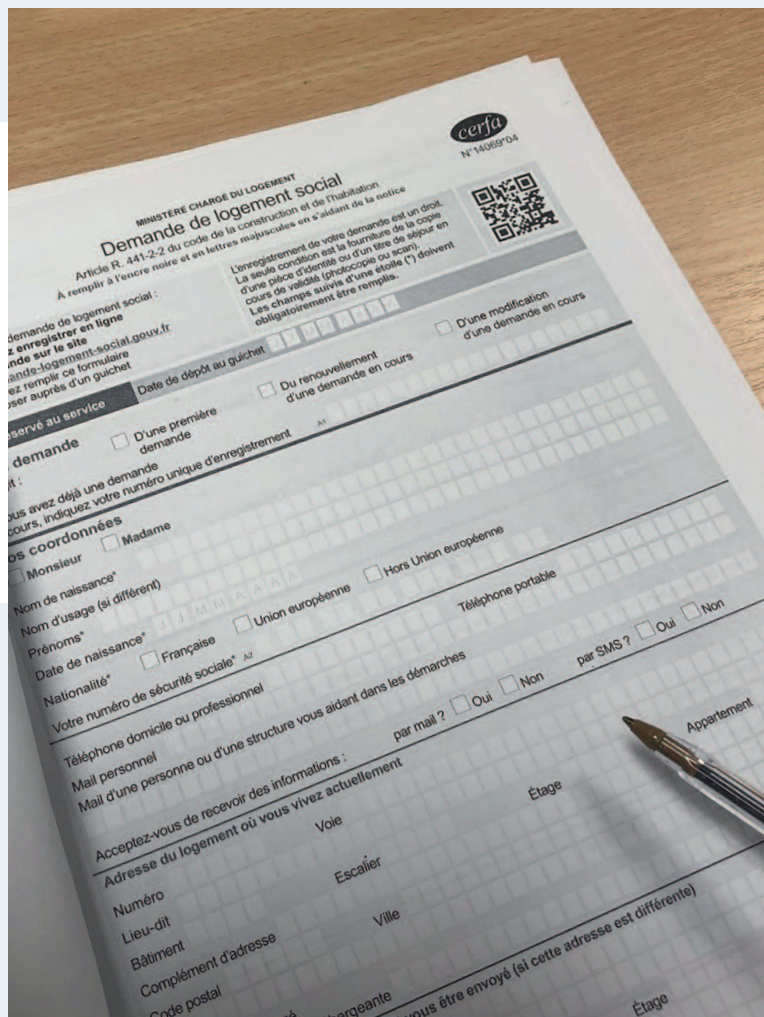 cerfa
N°14069*04
MINISTÈRE CHARGÉ DU LOGEMENT
Demande de logement social
Article R. 441-2-2 du code de la construction et de l'habitation
À remplir à l'encre noire et en lettres majuscules en s'aidant de la notice
demande de logement social :
enregistrer en ligne
sur le site
logement-social.gouv.fr
remplir ce formulaire
auprès d'un guichet
L'enregistrement de votre demande est un droit.
La seule condition est la fourniture de la copie
d'une pièce d'identité ou d'un titre de séjour en
cours de validité (photocopie ou scan).
Les champs suivis d'une étoile (*) doivent
obligatoirement être remplis.
au service
Date de dépôt au guichet
demande
D'une première
demande
Du renouvellement
d'une demande en cours
D'une modification
d'une demande en cours
avez déjà une demande
cours, indiquez votre numéro unique d'enregistrement A1
coordonnées
Monsieur Madame
Nom de naissance*
Nom d'usage (si différent)
Prénoms*
Date de naissance* J J M M A A A A
Nationalité* Française Union européenne Hors Union européenne
Votre numéro de sécurité sociale* A2
Téléphone domicile ou professionnel Téléphone portable
Mail personnel
Mail d'une personne ou d'une structure vous aidant dans les démarches
Acceptez-vous de recevoir des informations : par mail ? Oui Non par SMS ? Oui Non
Adresse du logement où vous vivez actuellement
Numéro Voie
Lieu-dit
Bâtiment Escalier Étage Appartement
Complément d'adresse
Code postal Ville
vous être envoyé (si cette adresse est différente)
Étage